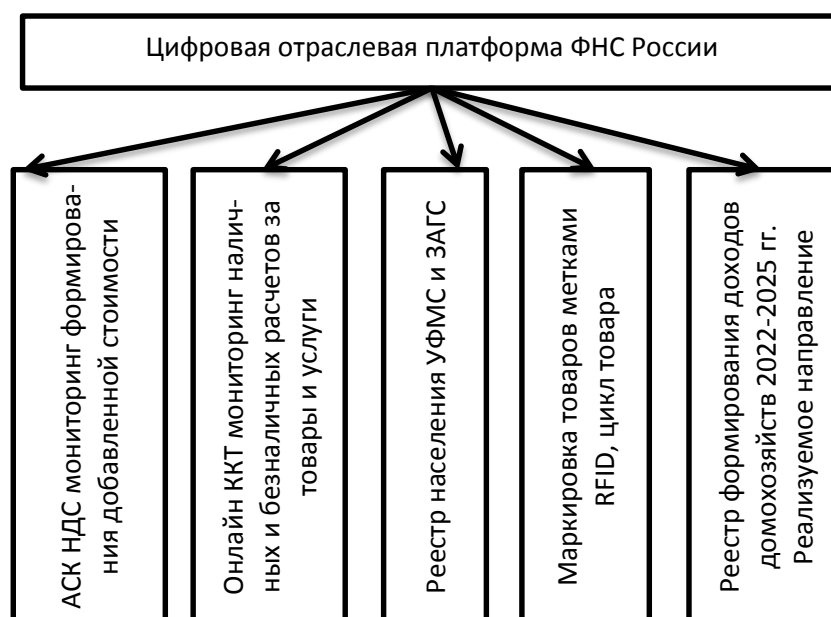 Цифровая отраслевая платформа ФНС России
АСК НДС мониторинг формирова-
ния добавленной стоимости
Онлайн ККТ мониторинг налич-
ных и безналичных расчетов за
товары и услуги
Реестр населения УФМС и ЗАГС
Маркировка товаров метками
RFID, цикл товара
Реестр формирования доходов
домохозяйств 2022-2025 гг.
Реализуемое направление